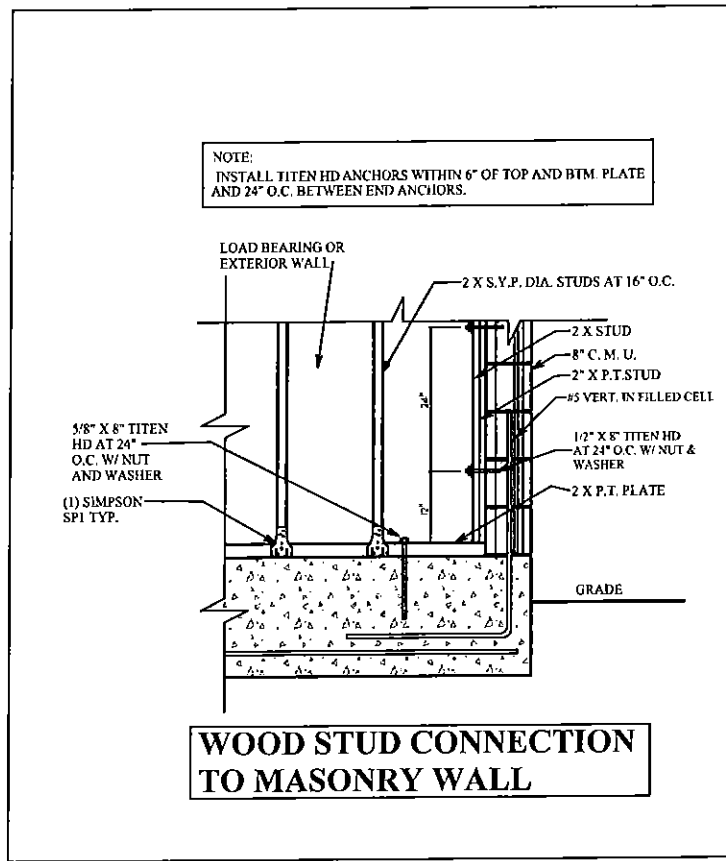 NOTE:
INSTALL TITEN HD ANCHORS WITHIN 6" OF TOP AND BTM. PLATE
AND 24" O.C. BETWEEN END ANCHORS.
LOAD BEARING OR
EXTERIOR WALL
2 X S.Y.P. DIA. STUDS AT 16" O.C.
2 X STUD
8" C. M. U.
2" X P.T.STUD
#5 VERT. IN FILLED CELL
24"
5/8" X 8" TITEN
HD AT 24"
O.C. W/ NUT
AND WASHER
1/2" X 8" TITEN HD
AT 24" O.C. W/ NUT &
WASHER
12"
2 X P.T. PLATE
(1) SIMPSON
SP1 TYP.
GRADE
WOOD STUD CONNECTION
TO MASONRY WALL